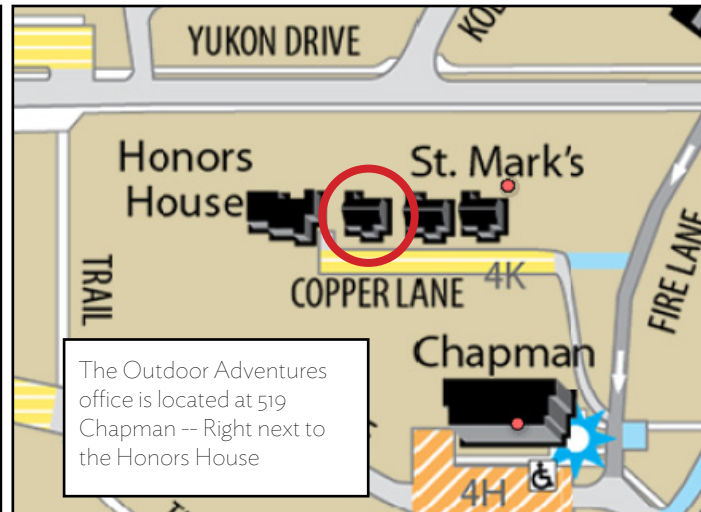 YUKON DRIVE
Honors
House
St. Mark's
TRAIL
COPPER LANE
4K
FIRE LANE
Chapman
The Outdoor Adventures
office is located at 519
Chapman -- Right next to
the Honors House
4H